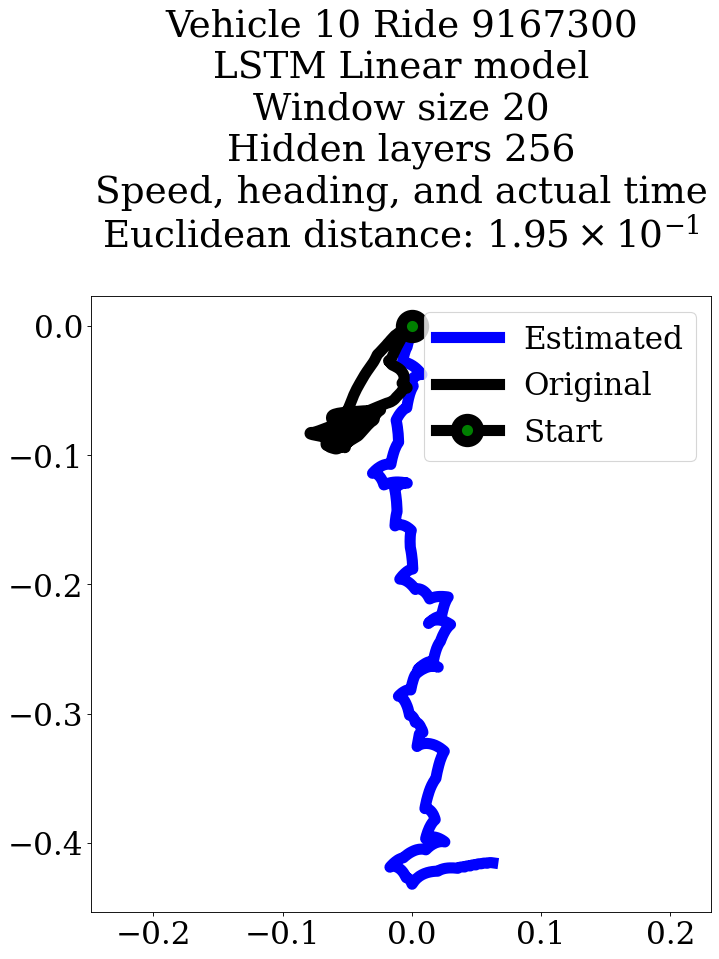 Vehicle 10 Ride 9167300
LSTM Linear model
Window size 20
Hidden layers 256
Speed, heading, and actual time
Euclidean distance: 1.95 × 10⁻¹
Estimated
Original
Start
0.0
−0.1
−0.2
−0.3
−0.4
−0.2 −0.1 0.0 0.1 0.2